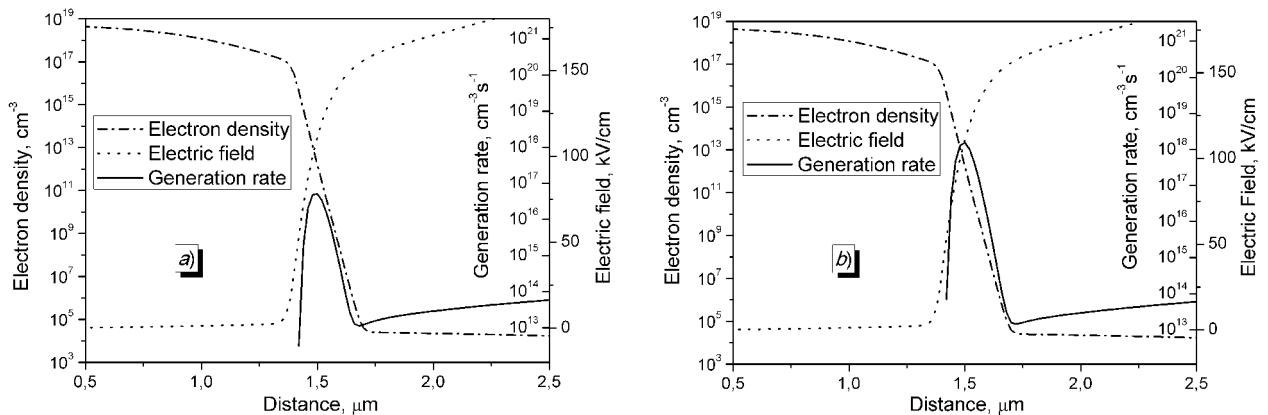 10^19
10^17
10^15
10^13
10^11
10^9
10^7
10^5
10^3
Electron density, cm^-3
Electron density
Electric field
Generation rate
a)
Generation rate, cm^-3s^-1
10^21
10^20
10^19
10^18
10^17
10^16
10^15
10^14
10^13
150
100
50
0
Electric field, kV/cm
0,5 1,0 1,5 2,0 2,5
Distance, μm
10^19
10^17
10^15
10^13
10^11
10^9
10^7
10^5
10^3
Electron density, cm^-3
Electron density
Electric field
Generation rate
b)
Generation rate, cm^-3s^-1
10^21
10^20
10^19
10^18
10^17
10^16
10^15
10^14
10^13
150
100
50
0
Electric Field, kV/cm
0,5 1,0 1,5 2,0 2,5
Distance, μm